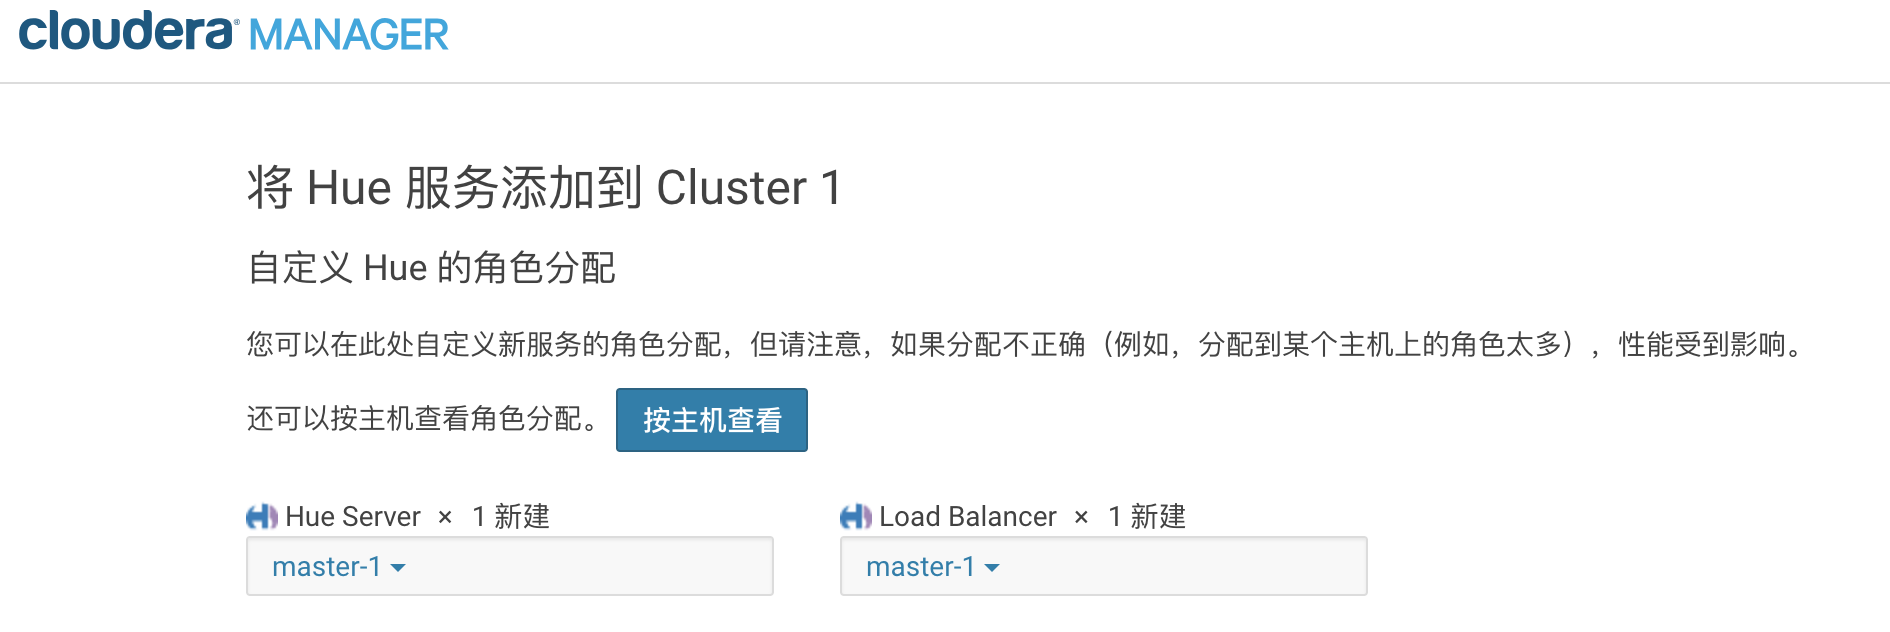 cloudera® MANAGER
将 Hue 服务添加到 Cluster 1
自定义 Hue 的角色分配
您可以在此处自定义新服务的角色分配，但请注意，如果分配不正确（例如，分配到某个主机上的角色太多），性能受到影响。
还可以按主机查看角色分配。 按主机查看
Hue Server × 1 新建 Load Balancer × 1 新建
master-1 master-1